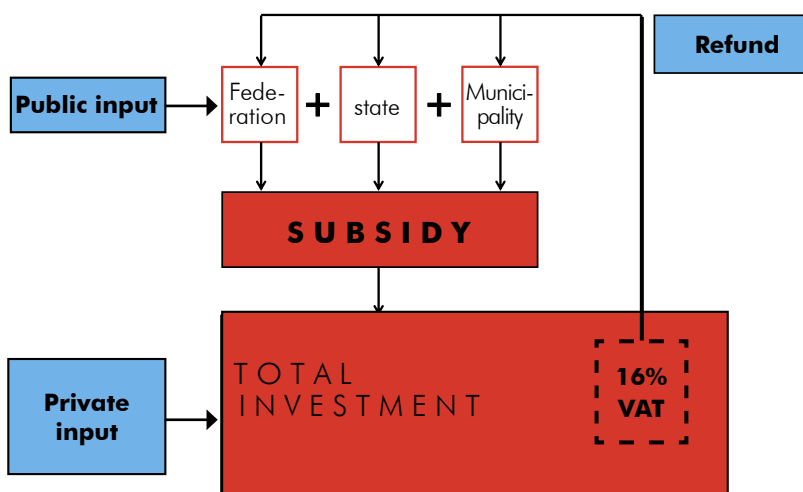 Refund
Public input
Fede-
ration
+
state
+
Munici-
pality
SUBSIDY
TOTAL
INVESTMENT
16%
VAT
Private
input